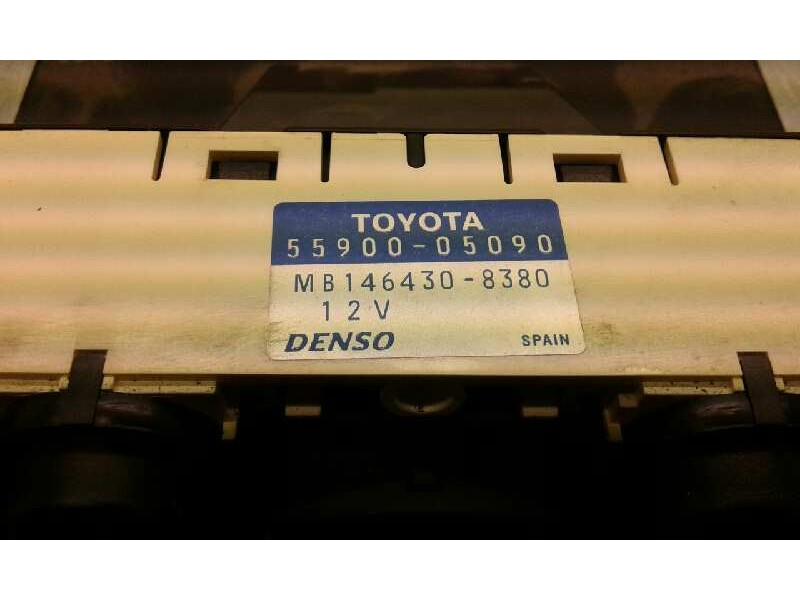 TOYOTA
55900-05090
MB146430-8380
12V
DENSO SPAIN